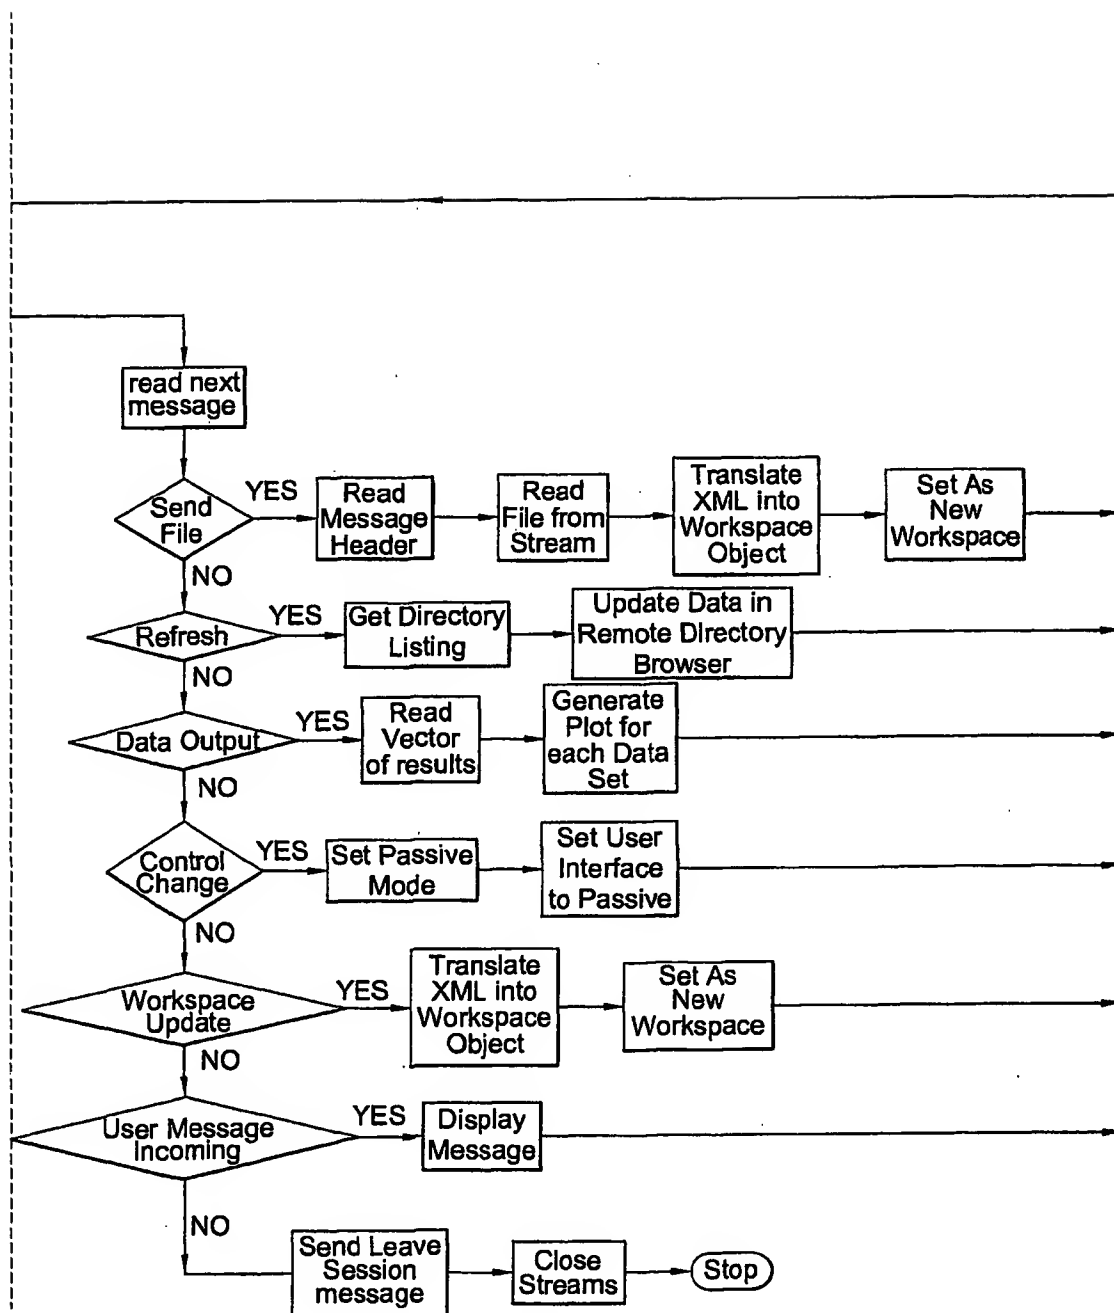 read next
message
Send
File
YES
Read
Message
Header
Read
File from
Stream
Translate
XML into
Workspace
Object
Set As
New
Workspace
NO
Refresh
YES
Get Directory
Listing
Update Data in
Remote Directory
Browser
NO
Data Output
YES
Read
Vector
of results
Generate
Plot for
each Data
Set
NO
Control
Change
YES
Set Passive
Mode
Set User
Interface
to Passive
NO
Workspace
Update
YES
Translate
XML into
Workspace
Object
Set As
New
Workspace
NO
User Message
Incoming
YES
Display
Message
NO
Send Leave
Session
message
Close
Streams
Stop